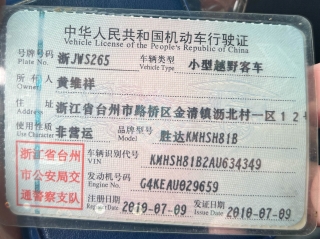 中华人民共和国机动车行驶证
Vehicle License of the People's Republic of China
号牌号码 浙JWS265 车辆类型 小型越野客车
Plate No. Vehicle Type
所有人 黄维祥
Owner
住址 浙江省台州市路桥区金清镇沥北村一区12号
Address
使用性质 非营运 品牌型号 胜达KMHSH81B
Use Character Model
浙江省台 车辆识别代号 KMHSH81B2AU634349
VIN
州市公安局交 发动机号码 G4KEAU029659
Engine No.
通警察支队 注册日期 2010-07-09 发证日期 2010-07-09
Register Date Issue Date